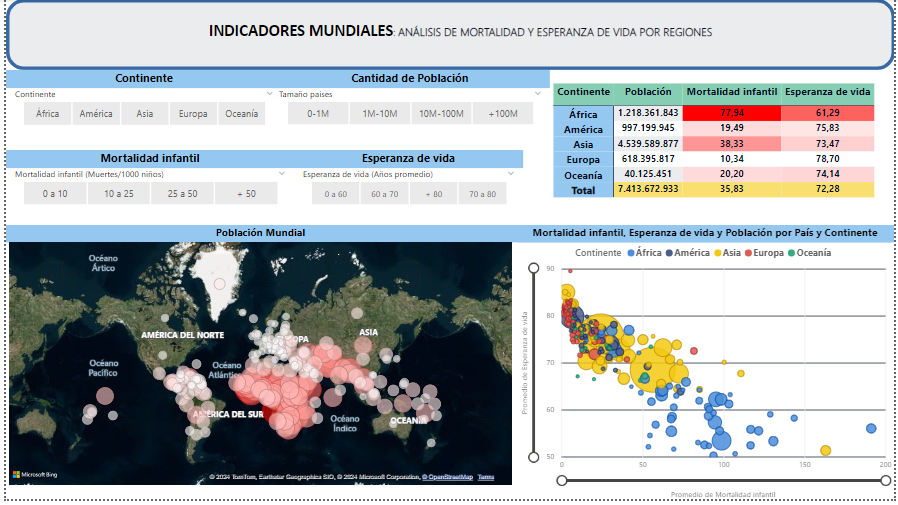 INDICADORES MUNDIALES: ANÁLISIS DE MORTALIDAD Y ESPERANZA DE VIDA POR REGIONES
Continente
Cantidad de Población
Continente
Tamaño países
África América Asia Europa Oceanía
0-1M 1M-10M 10M-100M +100M
Mortalidad infantil
Esperanza de vida
Mortalidad infantil (Muertes/1000 niños)
Esperanza de vida (Años promedio)
0 a 10 10 a 25 25 a 50 + 50
0 a 60 60 a 70 + 80 70 a 80
Continente Población Mortalidad infantil Esperanza de vida
África 1.218.361.843 77,94 61,29
América 997.199.945 19,49 75,83
Asia 4.539.589.877 38,33 73,47
Europa 618.395.817 10,34 78,70
Oceanía 40.125.451 20,20 74,14
Total 7.413.672.933 35,83 72,28
Población Mundial
Océano
Ártico
AMÉRICA DEL NORTE
ASIA
Océano
Pacífico
Océano
Atlántico
AMÉRICA DEL SUR
Océano
Índico
OCEANÍA
Microsoft Bing
© 2024 TomTom, Earthstar Geographics SIO, © 2024 Microsoft Corporation, © OpenStreetMap Terms
Mortalidad infantil, Esperanza de vida y Población por País y Continente
Continente África América Asia Europa Oceanía
Promedio de Esperanza de vida
90
80
70
60
50
0 50 100 150 200
Promedio de Mortalidad infantil